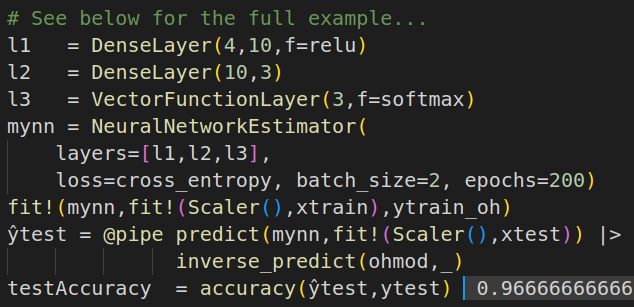 # See below for the full example...
l1   = DenseLayer(4,10,f=relu)
l2   = DenseLayer(10,3)
l3   = VectorFunctionLayer(3,f=softmax)
mynn = NeuralNetworkEstimator(
    layers=[l1,l2,l3],
    loss=cross_entropy, batch_size=2, epochs=200)
fit!(mynn,fit!(Scaler(),xtrain),ytrain_oh)
ŷtest = @pipe predict(mynn,fit!(Scaler(),xtest)) |>
              inverse_predict(ohmod,_)
testAccuracy  = accuracy(ŷtest,ytest) 0.96666666666